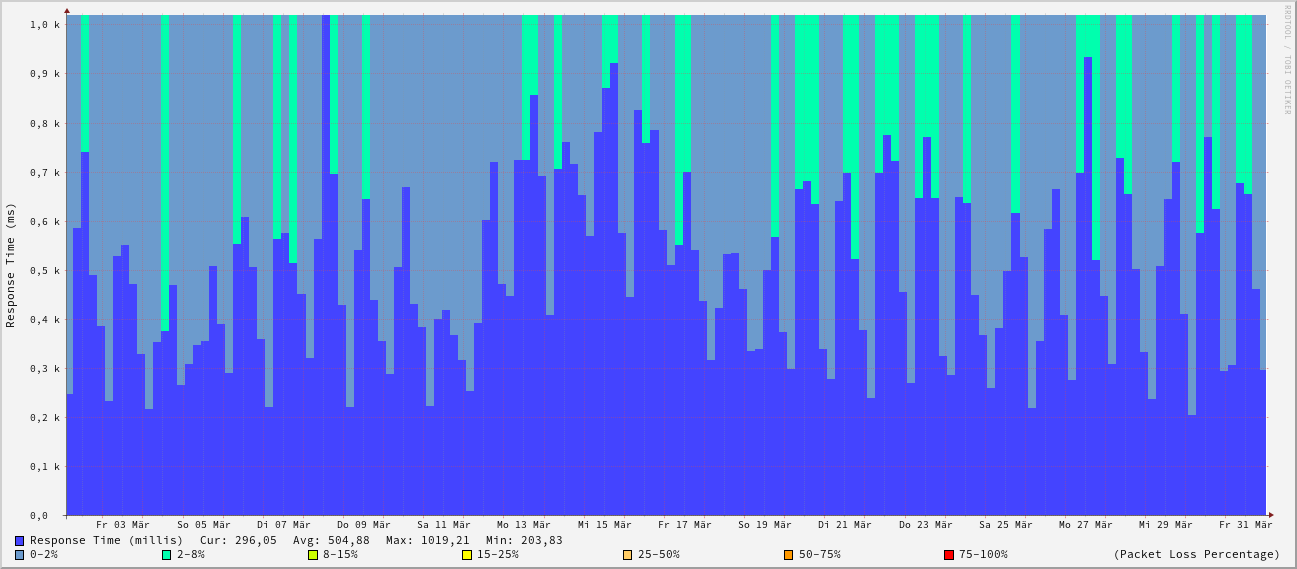 RRDTOOL / TOBI OETIKER
Response Time (ms)
1,0 k
0,9 k
0,8 k
0,7 k
0,6 k
0,5 k
0,4 k
0,3 k
0,2 k
0,1 k
0,0
Fr 03 Mär So 05 Mär Di 07 Mär Do 09 Mär Sa 11 Mär Mo 13 Mär Mi 15 Mär Fr 17 Mär So 19 Mär Di 21 Mär Do 23 Mär Sa 25 Mär Mo 27 Mär Mi 29 Mär Fr 31 Mär
Response Time (millis) Cur: 296,05 Avg: 504,88 Max: 1019,21 Min: 203,83
0-2% 2-8% 8-15% 15-25% 25-50% 50-75% 75-100% (Packet Loss Percentage)